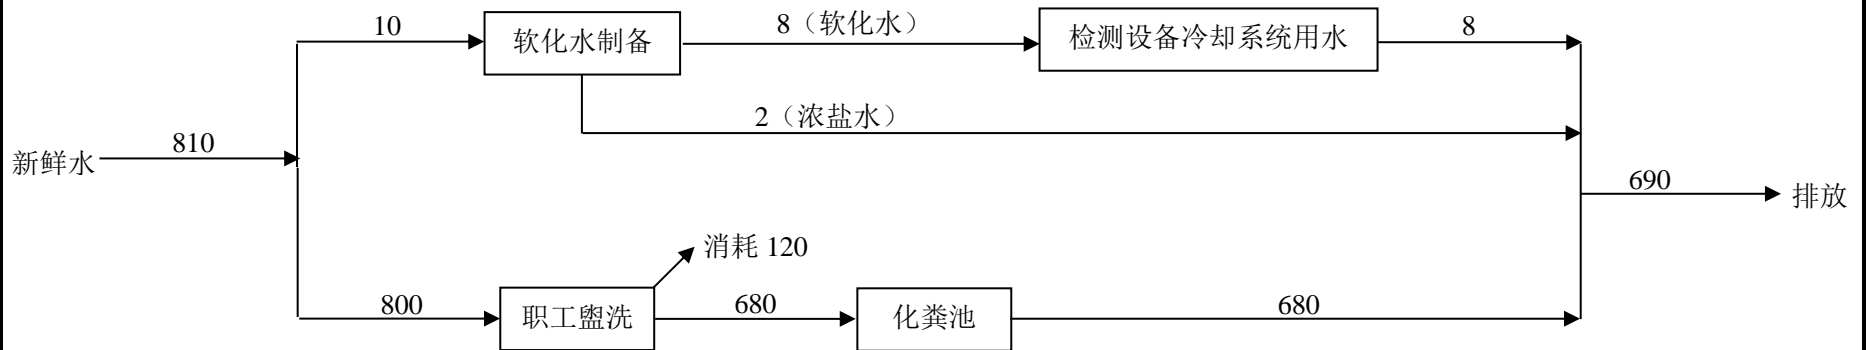 10
软化水制备
8（软化水）
检测设备冷却系统用水
8
2（浓盐水）
新鲜水
810
690
排放
消耗 120
800
职工盥洗
680
化粪池
680